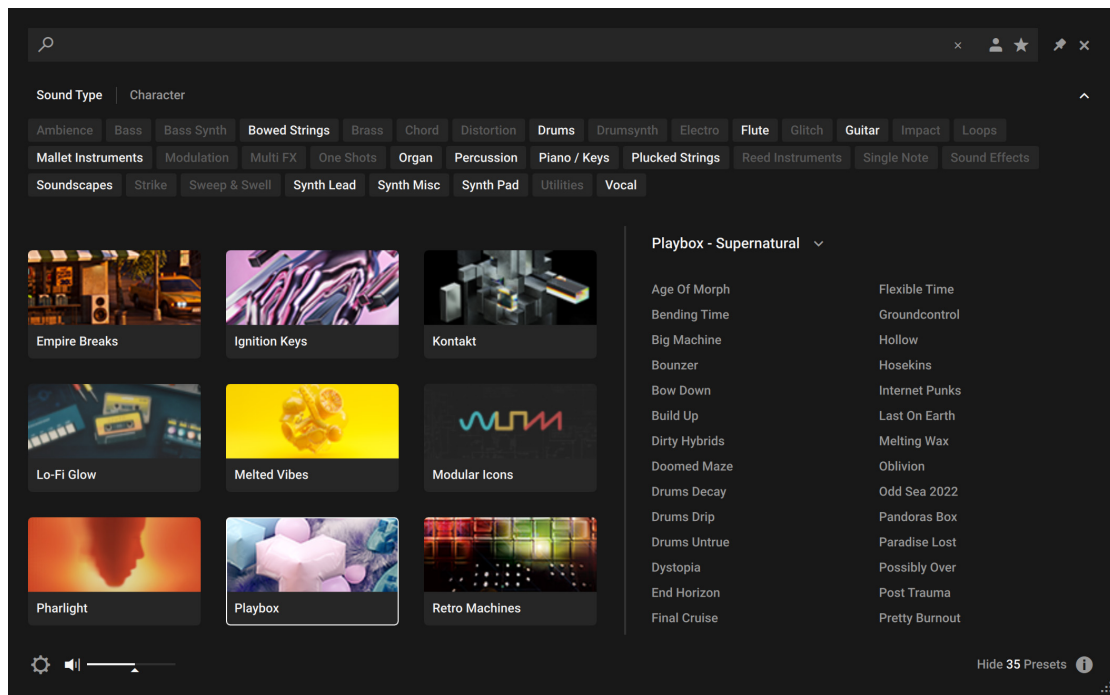 Sound Type Character
Ambience Bass Bass Synth Bowed Strings Brass Chord Distortion Drums Drumsynth Electro Flute Glitch Guitar Impact Loops
Mallet Instruments Modulation Multi FX One Shots Organ Percussion Piano / Keys Plucked Strings Reed Instruments Single Note Sound Effects
Soundscapes Strike Sweep & Swell Synth Lead Synth Misc Synth Pad Utilities Vocal
Empire Breaks Ignition Keys Kontakt
Lo-Fi Glow Melted Vibes Modular Icons
Pharlight Playbox Retro Machines
Playbox - Supernatural
Age Of Morph Flexible Time
Bending Time Groundcontrol
Big Machine Hollow
Bounzer Hosekins
Bow Down Internet Punks
Build Up Last On Earth
Dirty Hybrids Melting Wax
Doomed Maze Oblivion
Drums Decay Odd Sea 2022
Drums Drip Pandoras Box
Drums Untrue Paradise Lost
Dystopia Possibly Over
End Horizon Post Trauma
Final Cruise Pretty Burnout
Hide 35 Presets